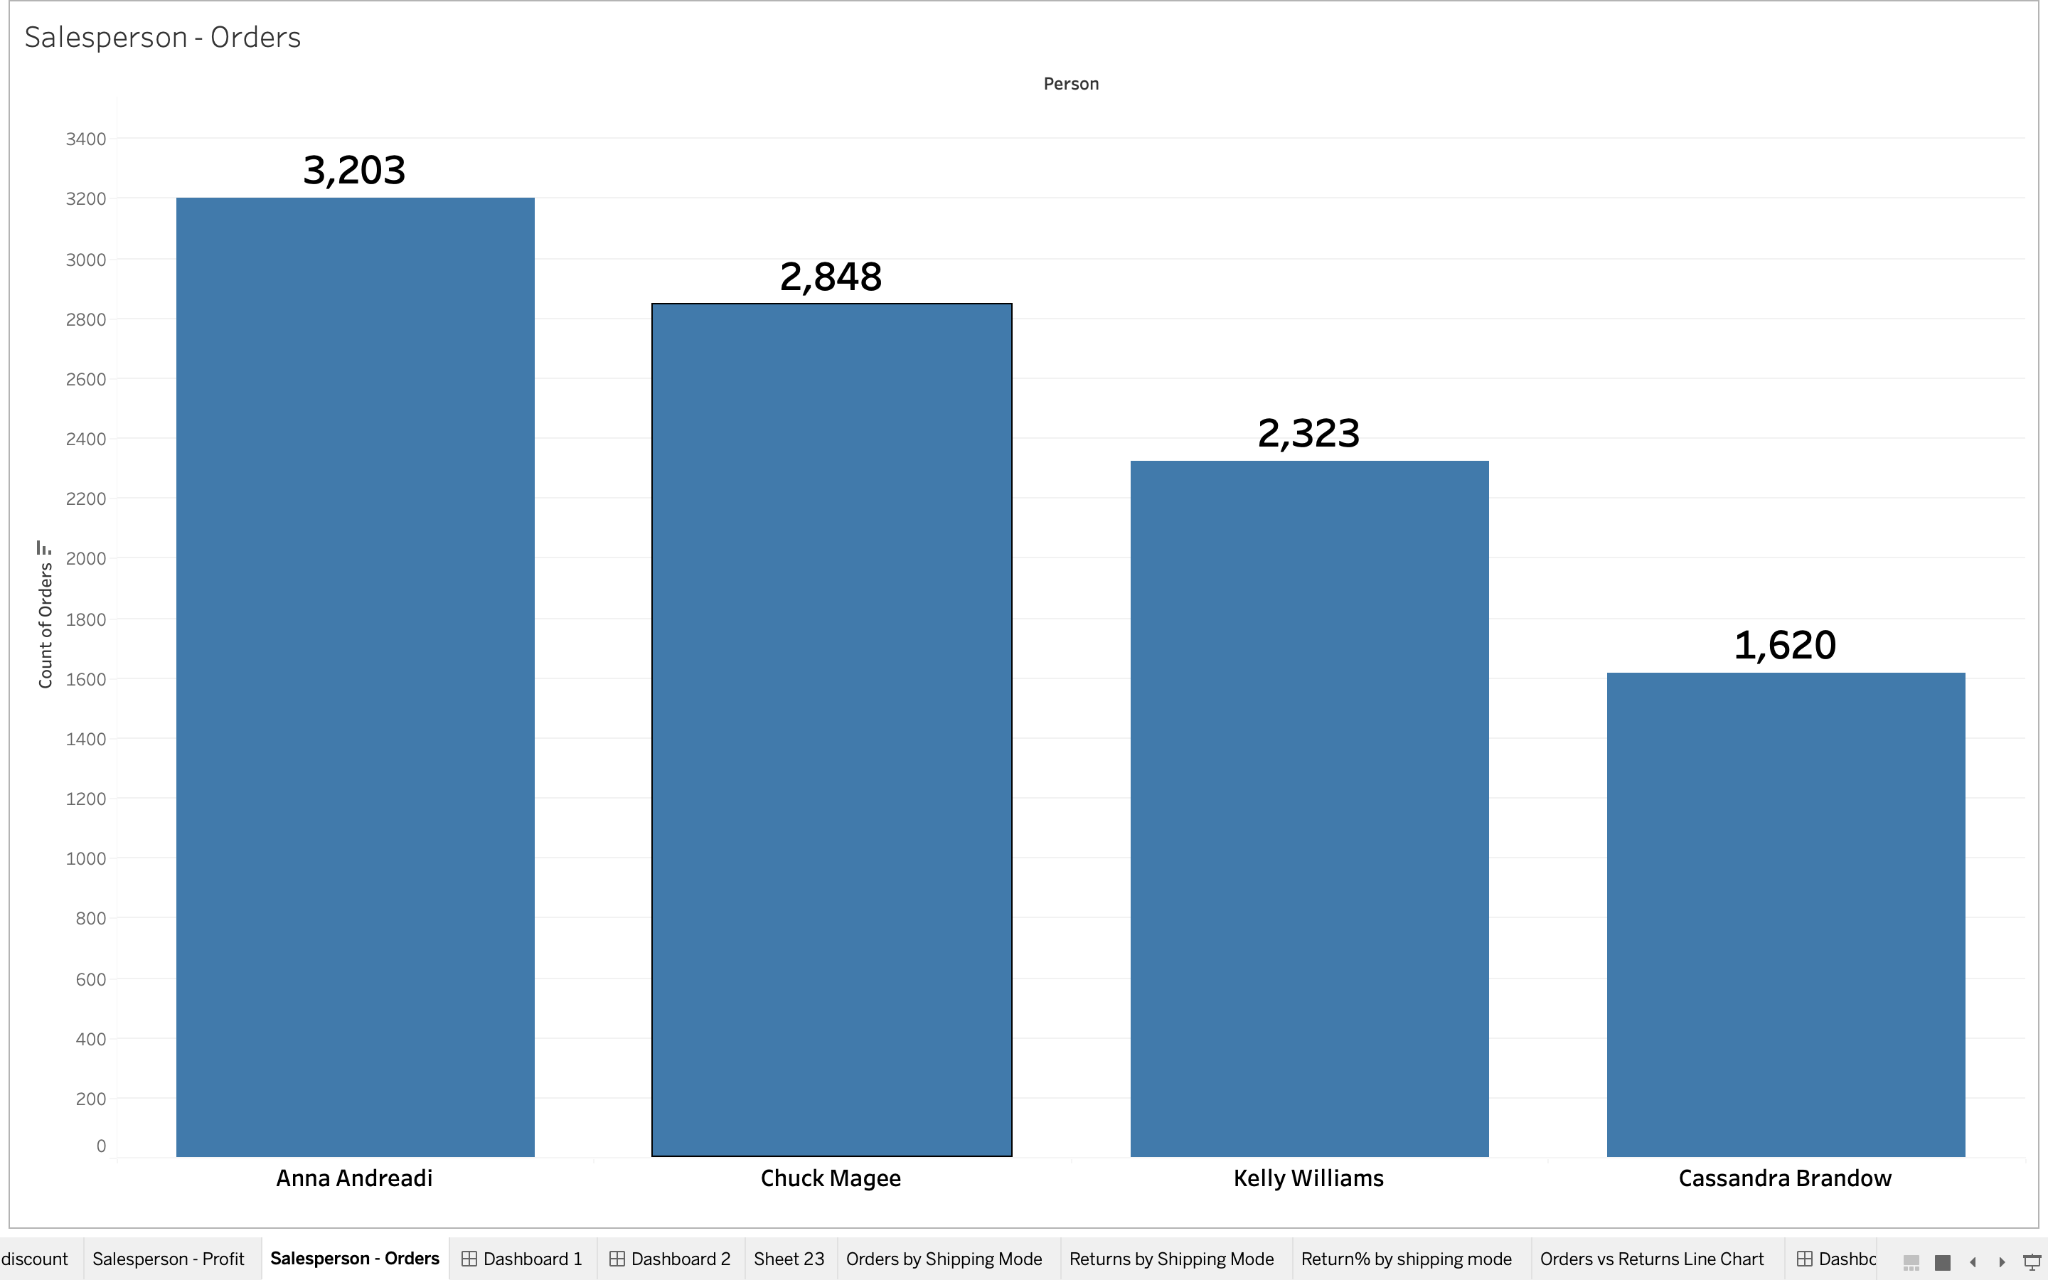 Salesperson - Orders
Person
3400
3200
3000
2800
2600
2400
2200
2000
1800
1600
1400
1200
1000
800
600
400
200
0
Count of Orders
3,203
2,848
2,323
1,620
Anna Andreadi
Chuck Magee
Kelly Williams
Cassandra Brandow
discount
Salesperson - Profit
Salesperson - Orders
Dashboard 1
Dashboard 2
Sheet 23
Orders by Shipping Mode
Returns by Shipping Mode
Return% by shipping mode
Orders vs Returns Line Chart
Dashbo